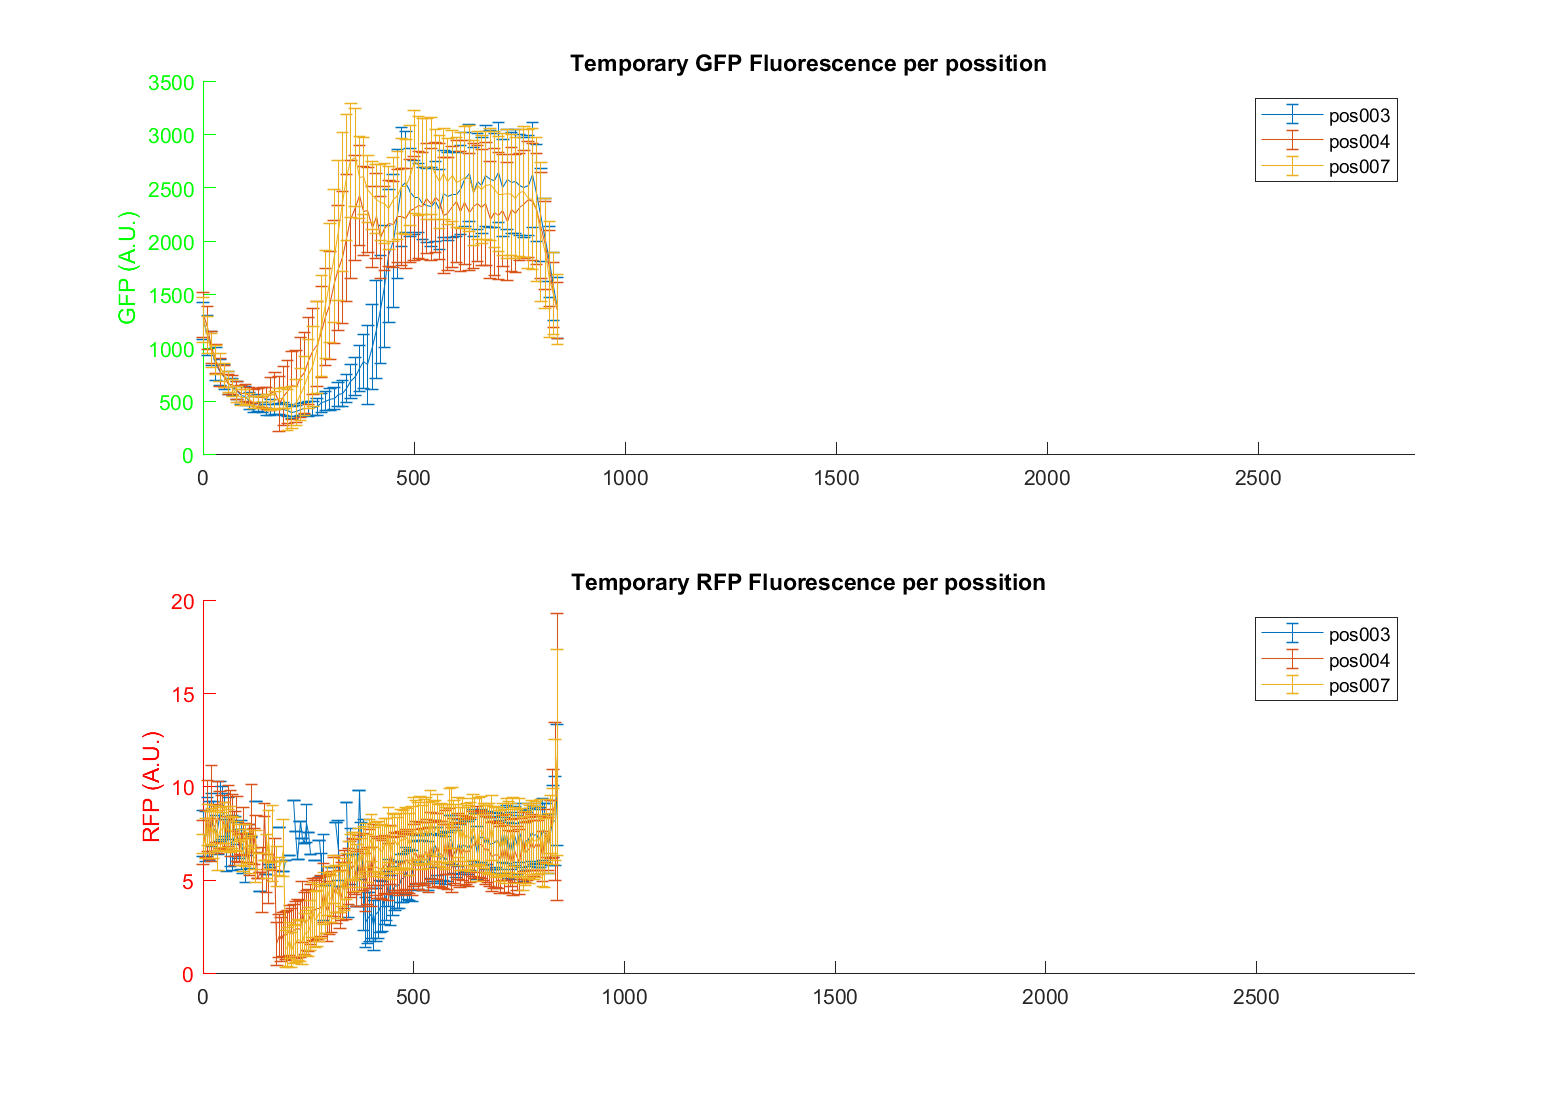 Temporary GFP Fluorescence per possition
GFP (A.U.)
3500
3000
2500
2000
1500
1000
500
0
0 500 1000 1500 2000 2500
pos003
pos004
pos007
Temporary RFP Fluorescence per possition
RFP (A.U.)
20
15
10
5
0
0 500 1000 1500 2000 2500
pos003
pos004
pos007